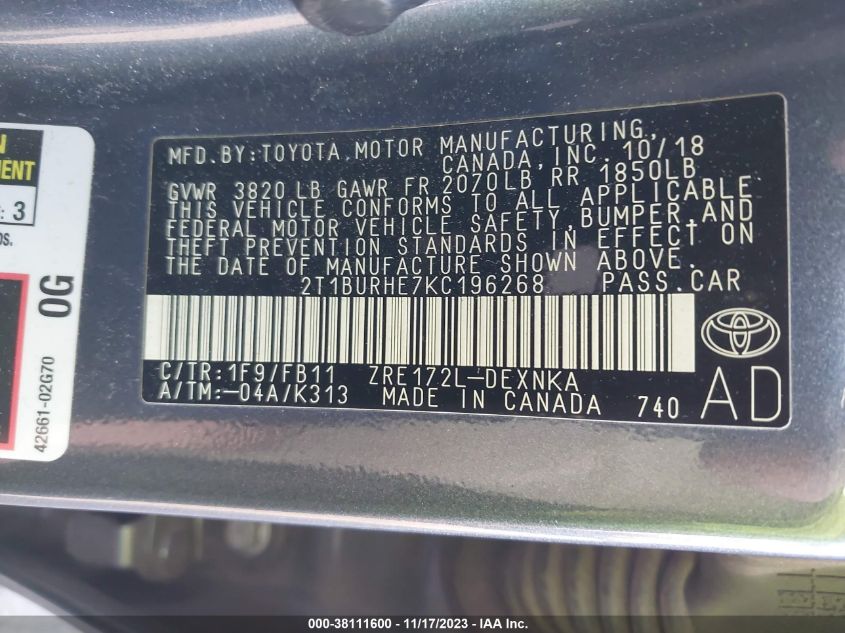 MFD. BY: TOYOTA MOTOR MANUFACTURING,
CANADA, INC. 10/18
GVWR 3820 LB GAWR FR 2070LB RR 1850LB
THIS VEHICLE CONFORMS TO ALL APPLICABLE
FEDERAL MOTOR VEHICLE SAFETY, BUMPER, AND
THEFT PREVENTION STANDARDS IN EFFECT ON
THE DATE OF MANUFACTURE SHOWN ABOVE.
2T1BURHE7KC196268 PASS. CAR
C/TR: 1F9/FB11 ZRE172L-DEXNKA
A/TM: -04A/K313 MADE IN CANADA 740
AD
: 3
0G
42661-02G70
000-38111600 - 11/17/2023 - IAAI Inc.